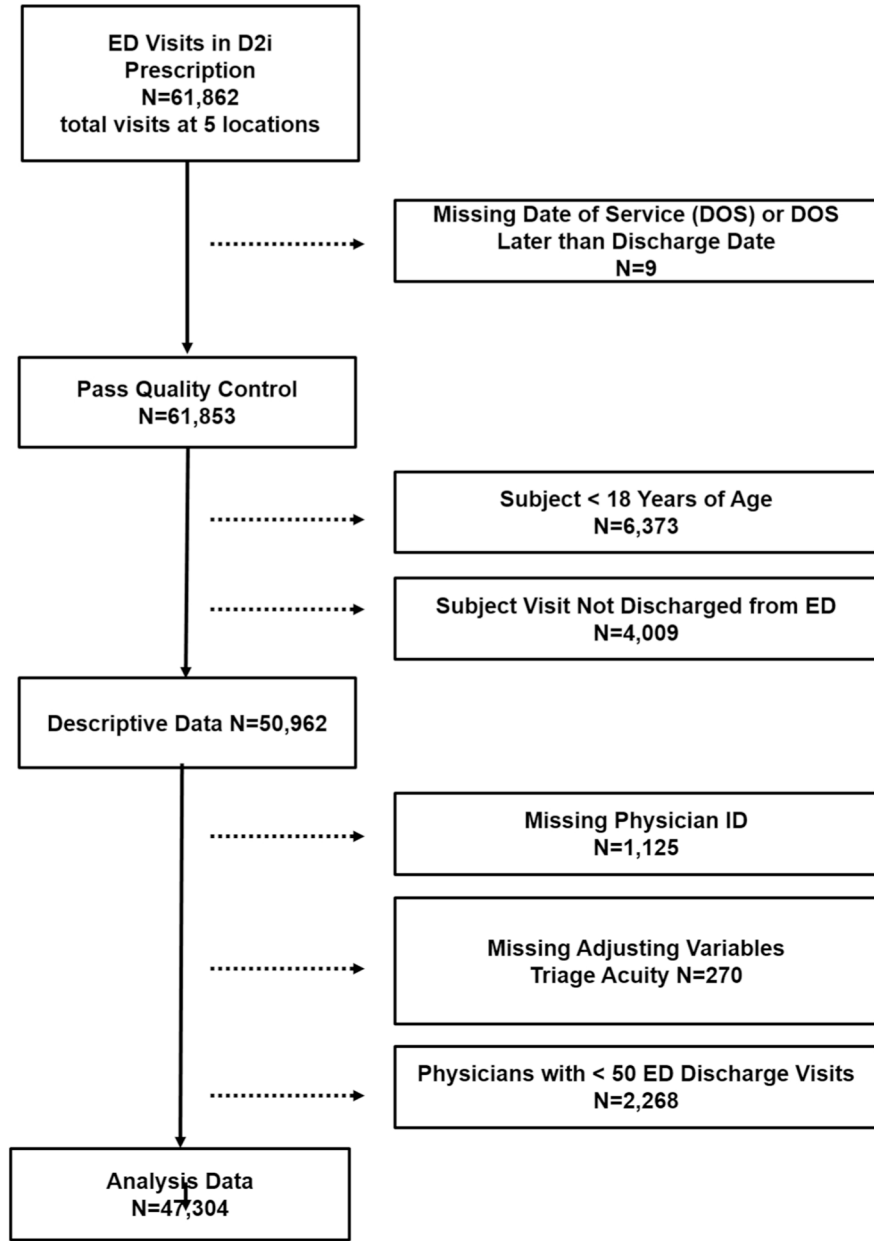 ED Visits in D2i
Prescription
N=61,862
total visits at 5 locations
Missing Date of Service (DOS) or DOS
Later than Discharge Date
N=9
Pass Quality Control
N=61,853
Subject < 18 Years of Age
N=6,373
Subject Visit Not Discharged from ED
N=4,009
Descriptive Data N=50,962
Missing Physician ID
N=1,125
Missing Adjusting Variables
Triage Acuity N=270
Physicians with < 50 ED Discharge Visits
N=2,268
Analysis Data
N=47,304